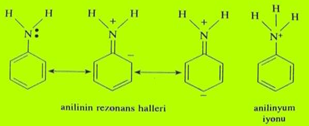 H H H H H H H H H
N: N+ N+ N+
anilinin rezonans halleri anilinyum
iyonu